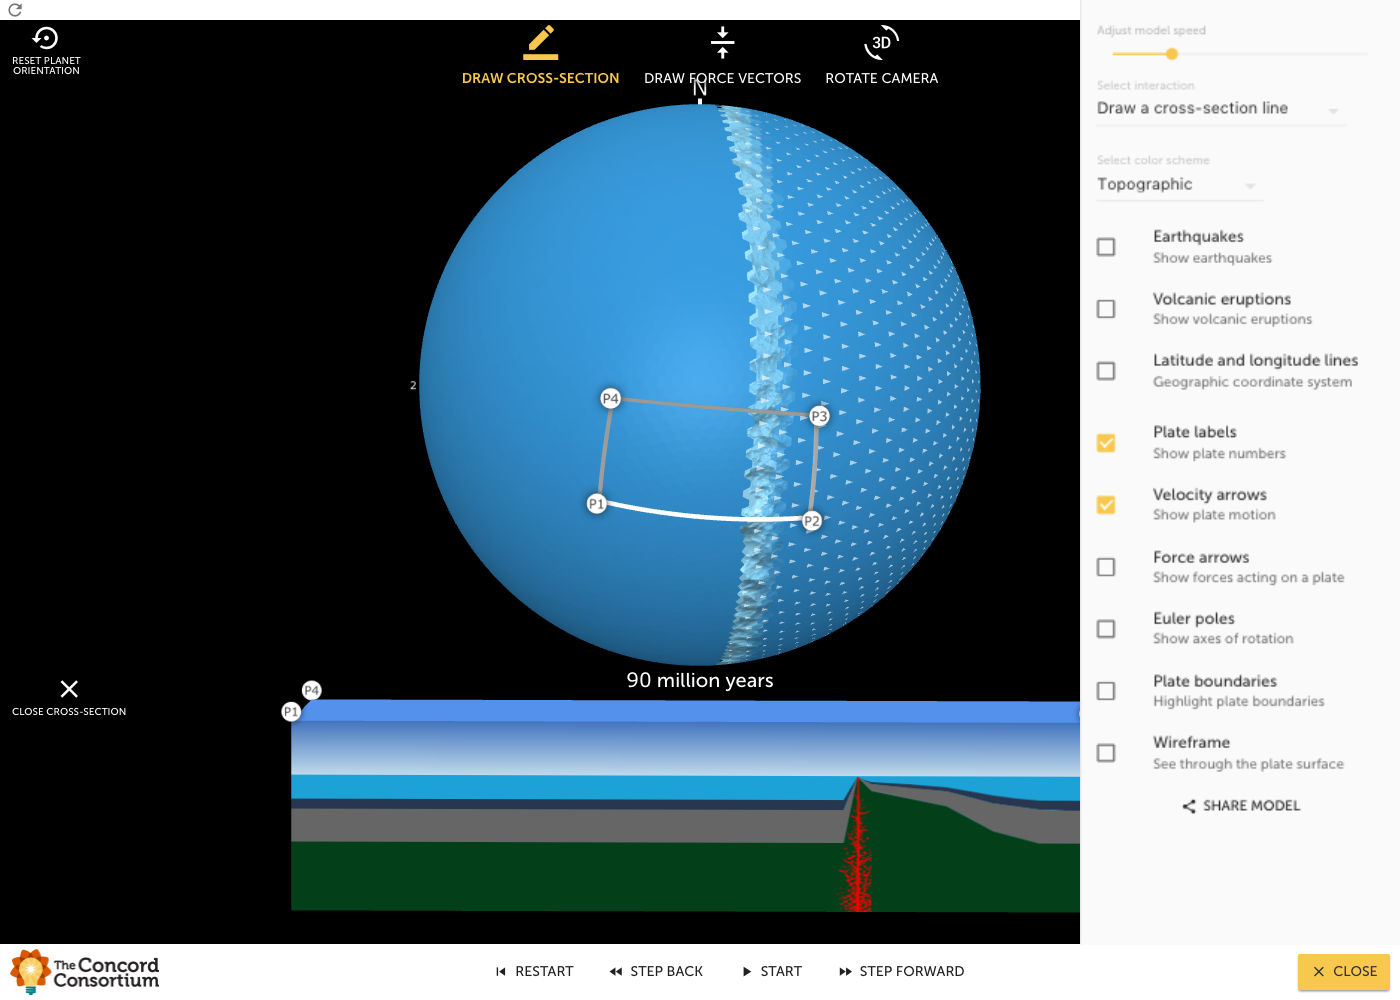 RESET PLANET
ORIENTATION
DRAW CROSS-SECTION
DRAW FORCE VECTORS
3D
ROTATE CAMERA
N
2
P4
P3
P1
P2
90 million years
CLOSE CROSS-SECTION
P4
P1
Adjust model speed
Select interaction
Draw a cross-section line
Select color scheme
Topographic
Earthquakes
Show earthquakes
Volcanic eruptions
Show volcanic eruptions
Latitude and longitude lines
Geographic coordinate system
Plate labels
Show plate numbers
Velocity arrows
Show plate motion
Force arrows
Show forces acting on a plate
Euler poles
Show axes of rotation
Plate boundaries
Highlight plate boundaries
Wireframe
See through the plate surface
SHARE MODEL
The Concord
Consortium
RESTART
STEP BACK
START
STEP FORWARD
CLOSE